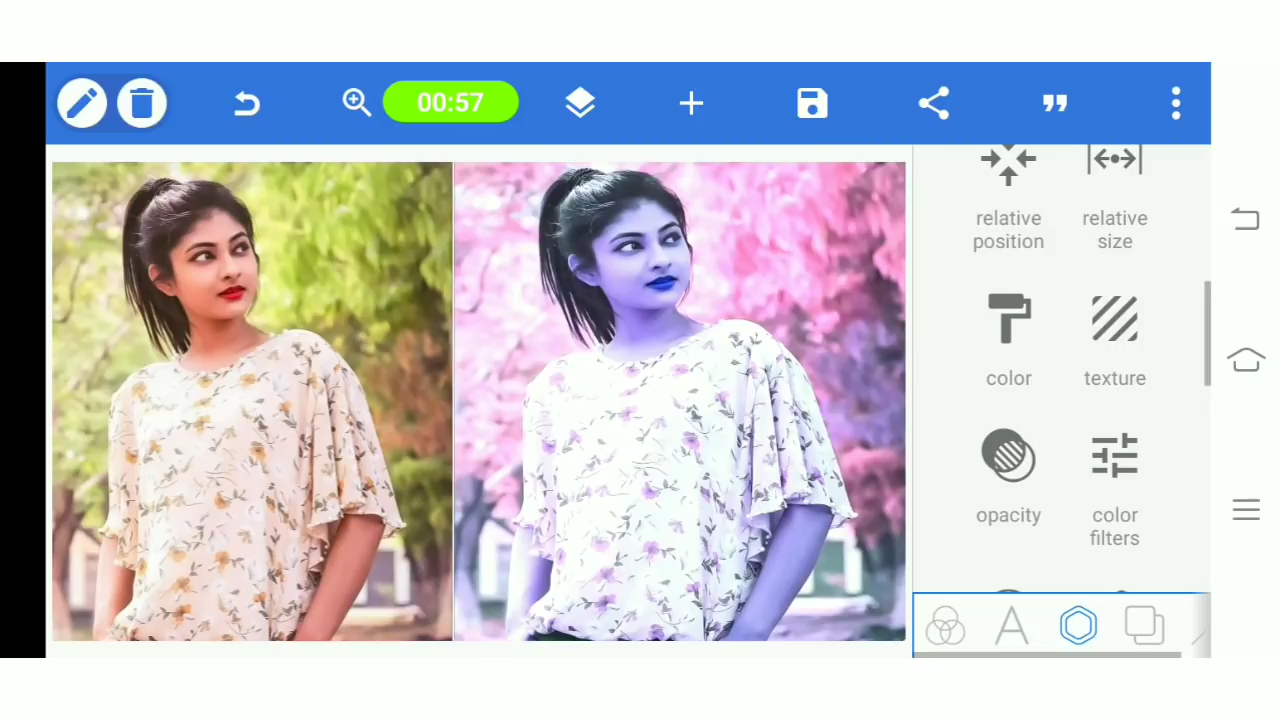 00:57
relative
position
relative
size
color
texture
opacity
color
filters